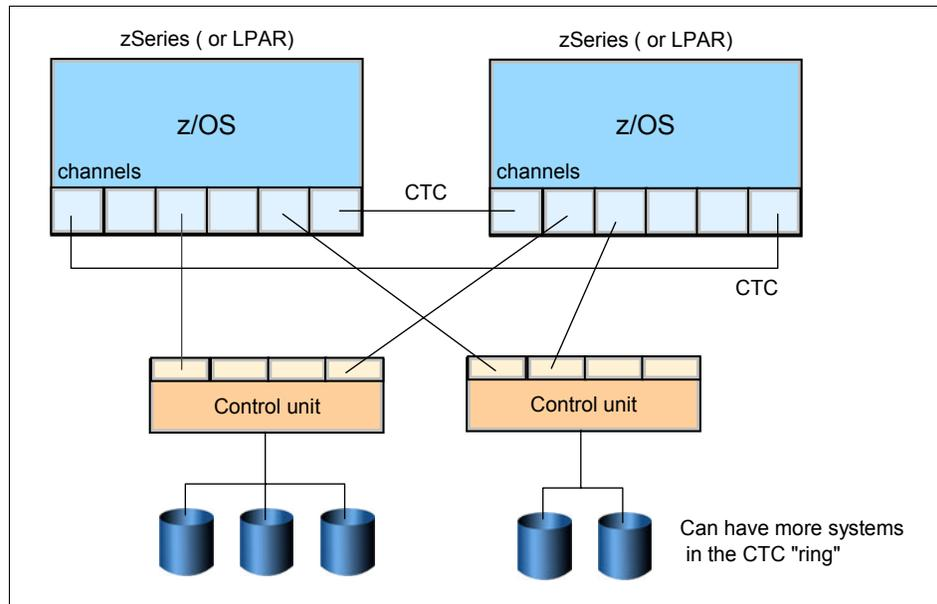 zSeries ( or LPAR)
zSeries ( or LPAR)
z/OS
z/OS
channels
channels
CTC
CTC
Control unit
Control unit
Can have more systems
in the CTC "ring"